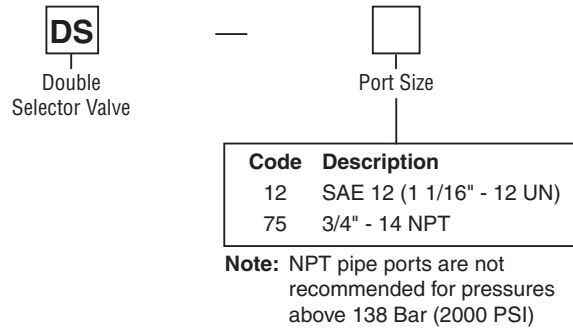 DS —
Double
Selector Valve
Port Size
Code Description
12 SAE 12 (1 1/16" - 12 UN)
75 3/4" - 14 NPT
Note: NPT pipe ports are not
recommended for pressures
above 138 Bar (2000 PSI)